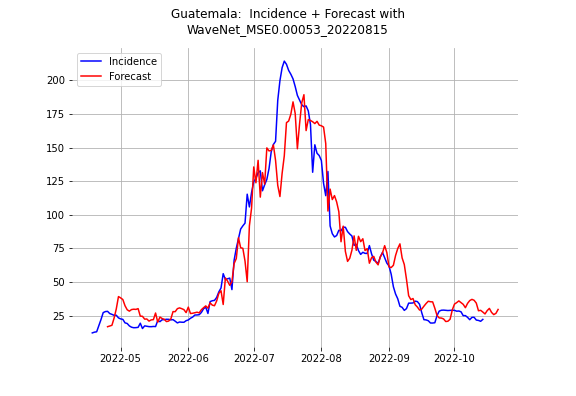 Guatemala:  Incidence + Forecast with
WaveNet_MSE0.00053_20220815
Incidence
Forecast
200
175
150
125
100
75
50
25
2022-05 2022-06 2022-07 2022-08 2022-09 2022-10